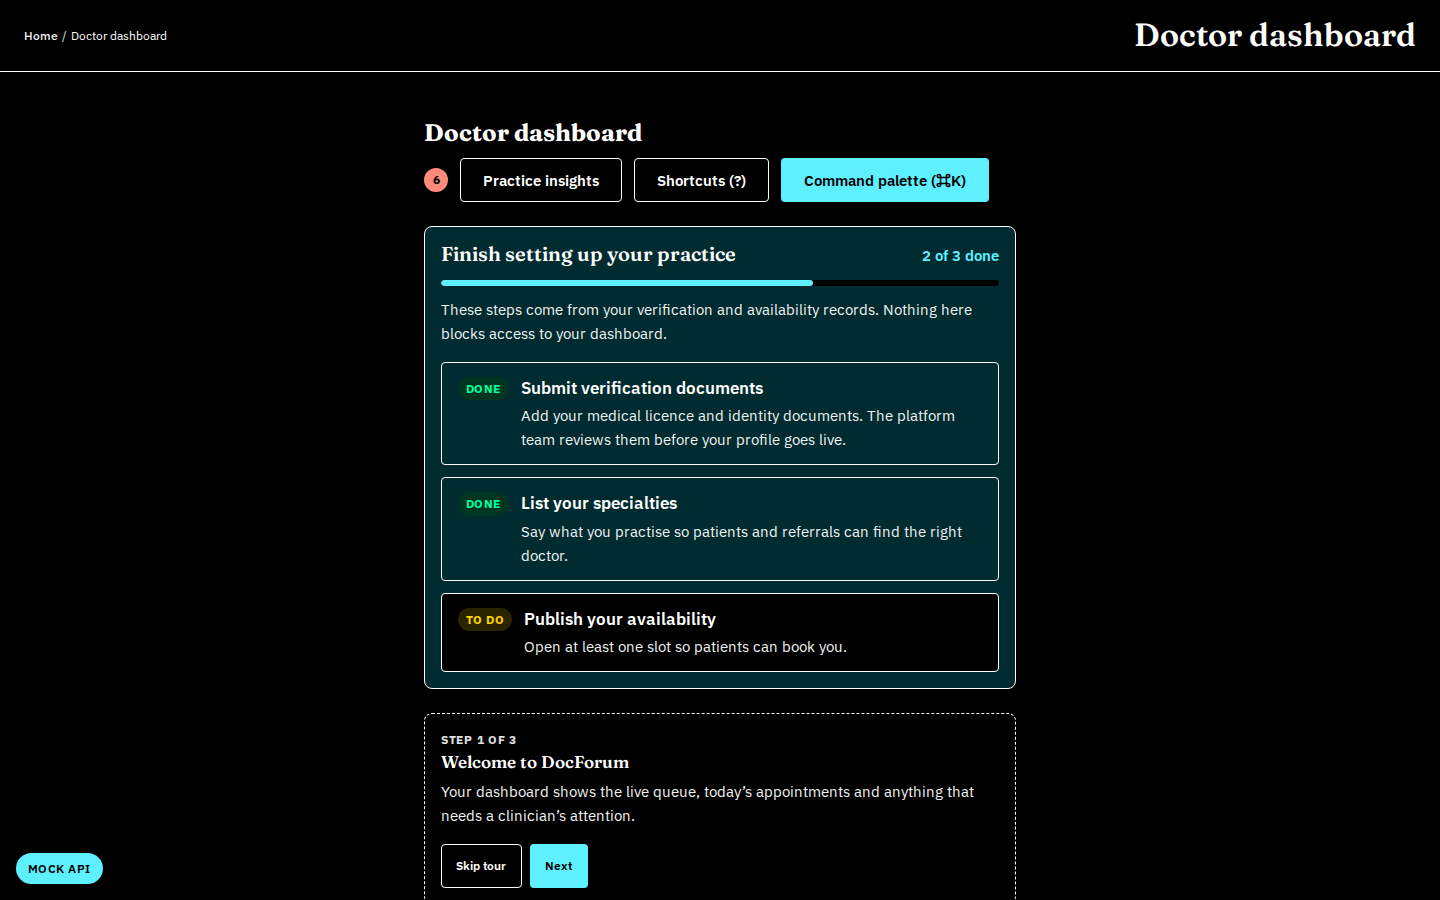 Home / Doctor dashboard
Doctor dashboard
Doctor dashboard
6
Practice insights
Shortcuts (?)
Command palette (⌘K)
Finish setting up your practice
2 of 3 done
These steps come from your verification and availability records. Nothing here
blocks access to your dashboard.
DONE
Submit verification documents
Add your medical licence and identity documents. The platform
team reviews them before your profile goes live.
DONE
List your specialties
Say what you practise so patients and referrals can find the right
doctor.
TO DO
Publish your availability
Open at least one slot so patients can book you.
STEP 1 OF 3
Welcome to DocForum
Your dashboard shows the live queue, today’s appointments and anything that
needs a clinician’s attention.
Skip tour
Next
MOCK API